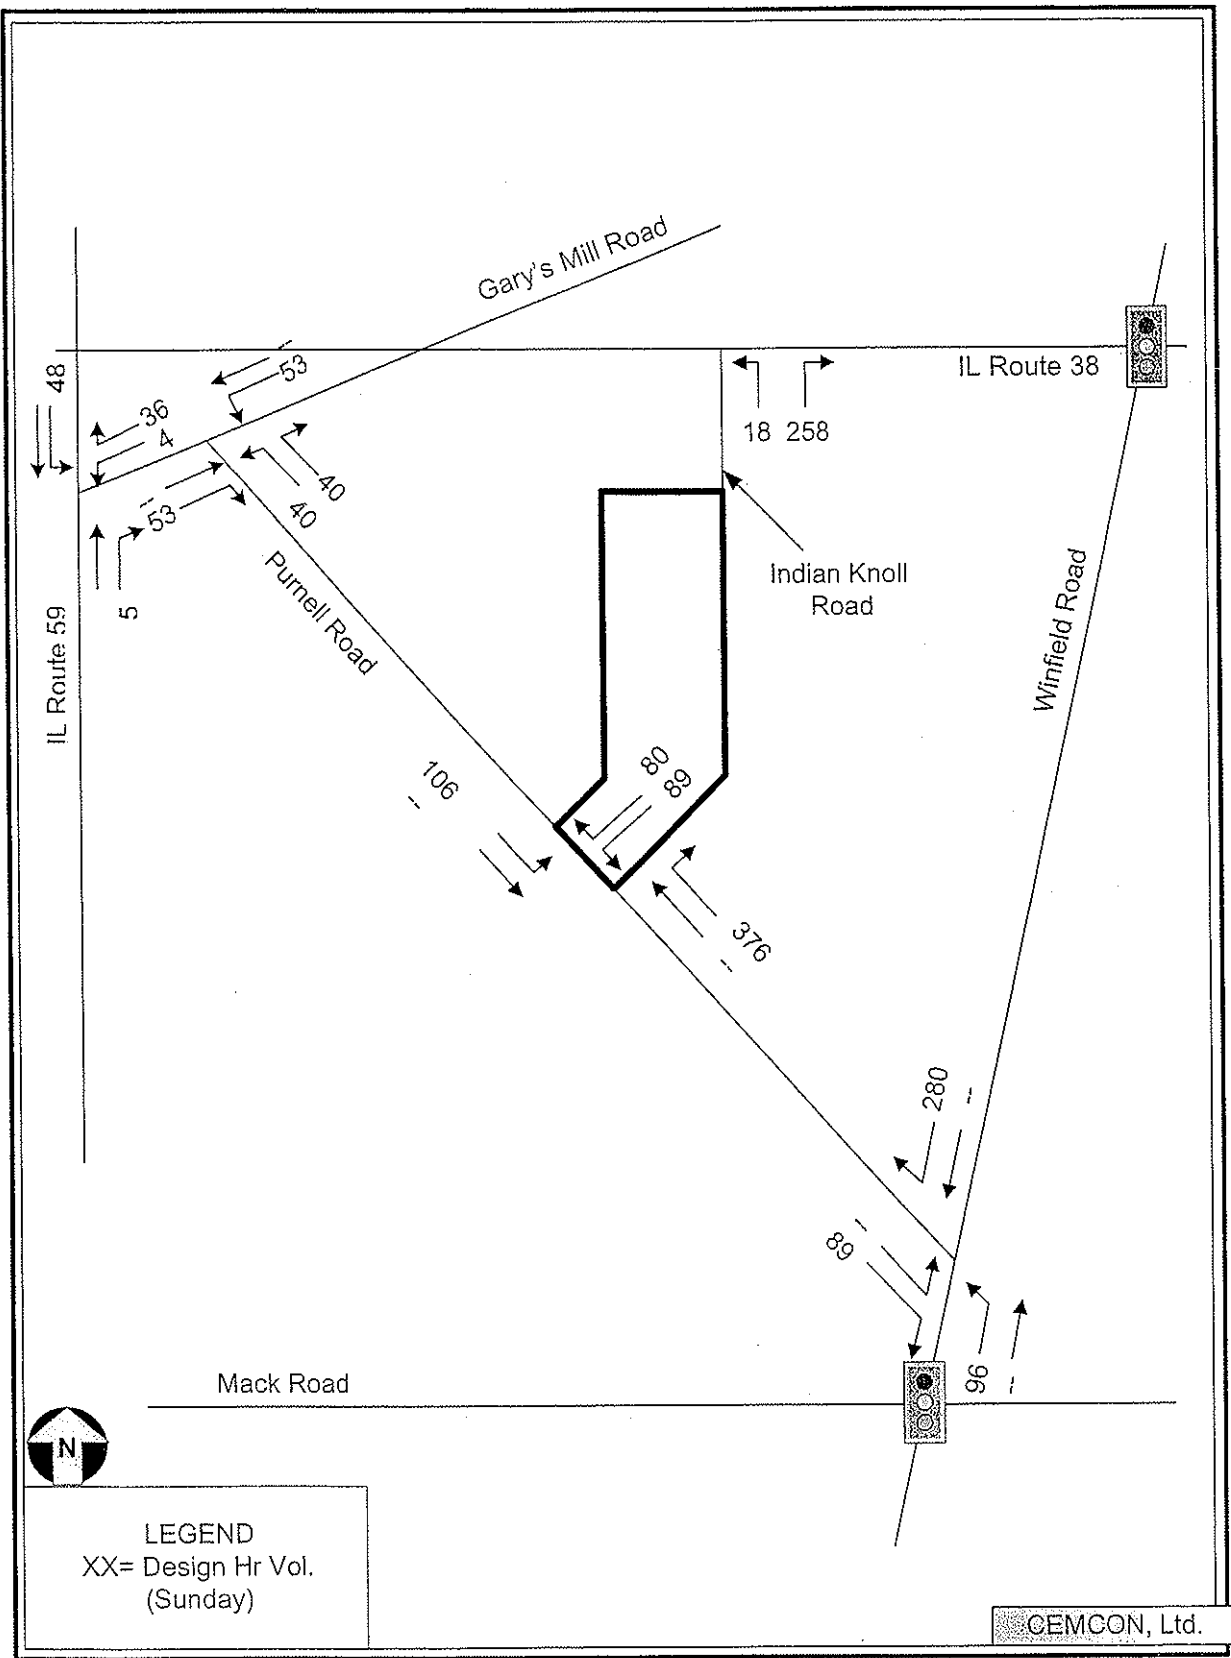 Gary's Mill Road
IL Route 38
48
--
53
36
4
18 258
--
53
40
40
5
Indian Knoll
Road
Purnell Road
IL Route 59
Winfield Road
106
--
80
89
376
--
280
--
--
89
96
--
Mack Road
N
LEGEND
XX= Design Hr Vol.
(Sunday)
CEMCON, Ltd.